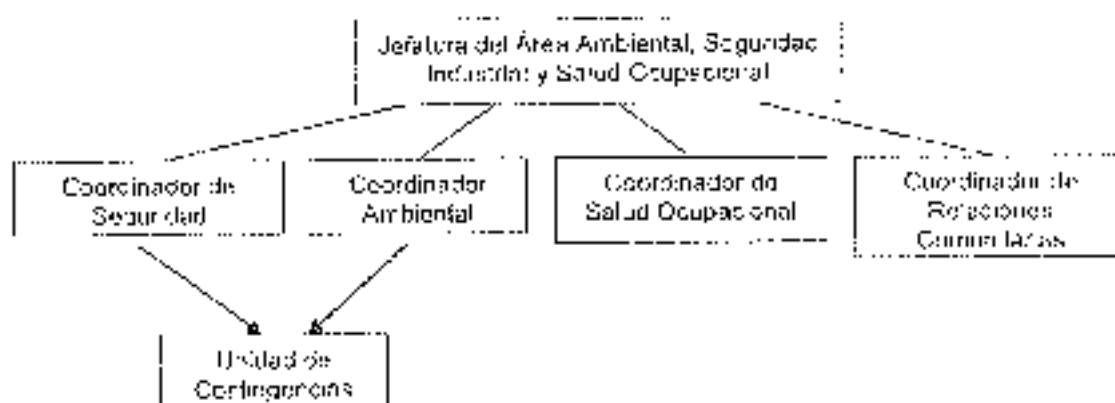 Jefatura del Área Ambiental, Seguridad
Industrial y Salud Ocupacional
Coordinador de
Seguridad
Coordinador
Ambiental
Coordinador de
Salud Ocupacional
Coordinador de
Relaciones
Comunitarias
Unidad de
Contingencias